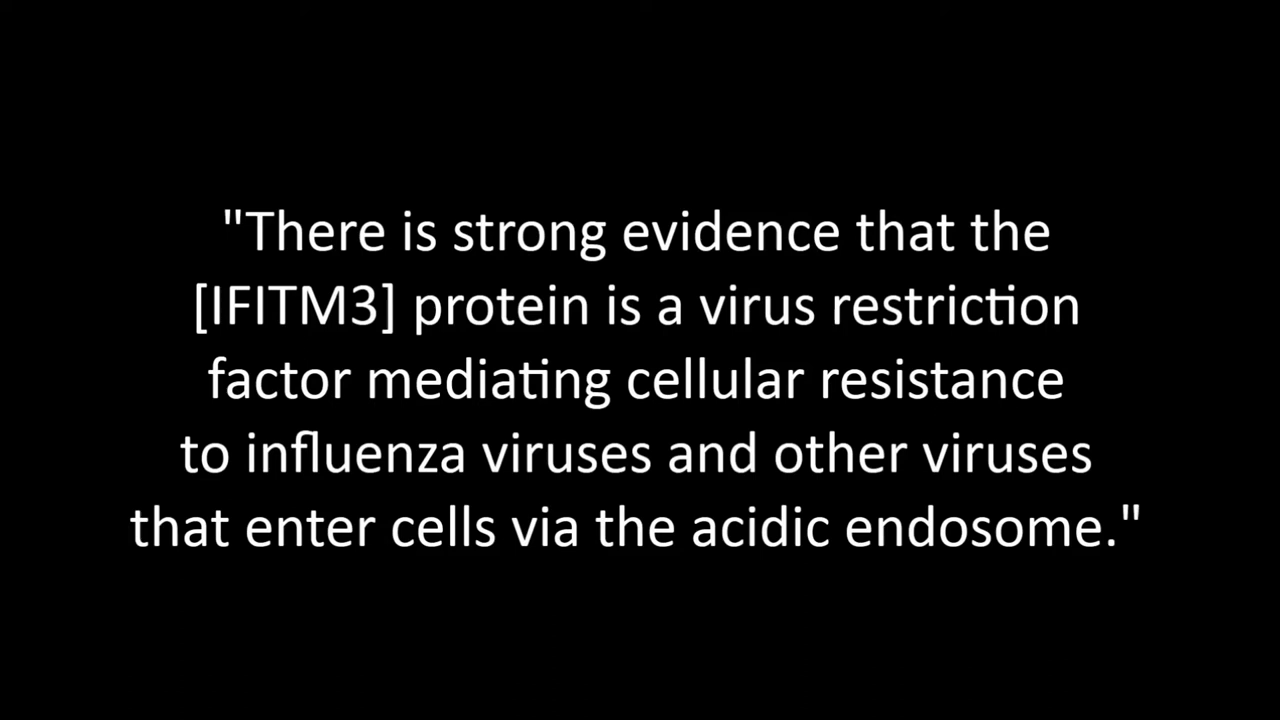 "There is strong evidence that the
[IFITM3] protein is a virus restriction
factor mediating cellular resistance
to influenza viruses and other viruses
that enter cells via the acidic endosome."